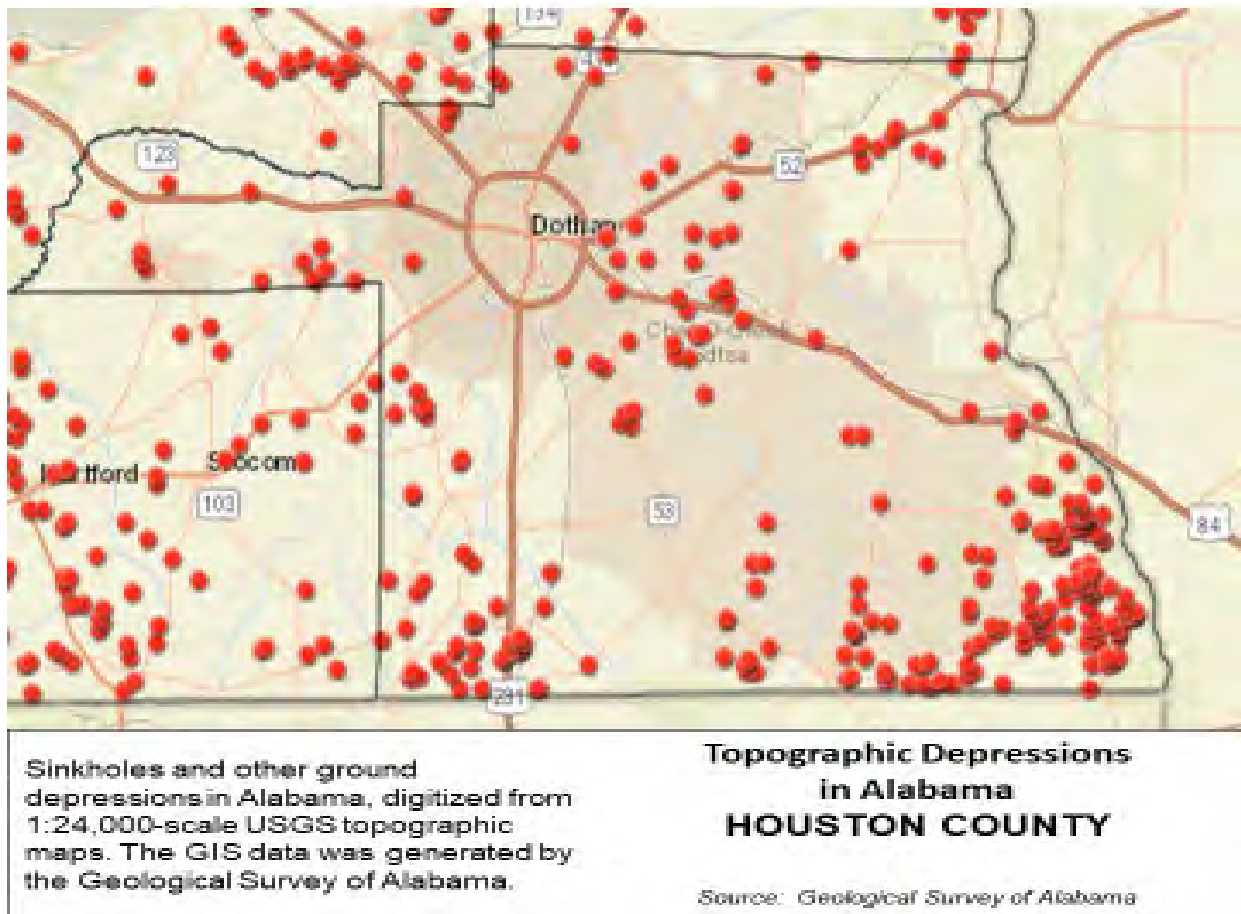 134
123
52
Dothan
Hartford
Slocomb
103
53
84
231
Sinkholes and other ground
depressions in Alabama, digitized from
1:24,000-scale USGS topographic
maps. The GIS data was generated by
the Geological Survey of Alabama.
Topographic Depressions
in Alabama
HOUSTON COUNTY
Source: Geological Survey of Alabama